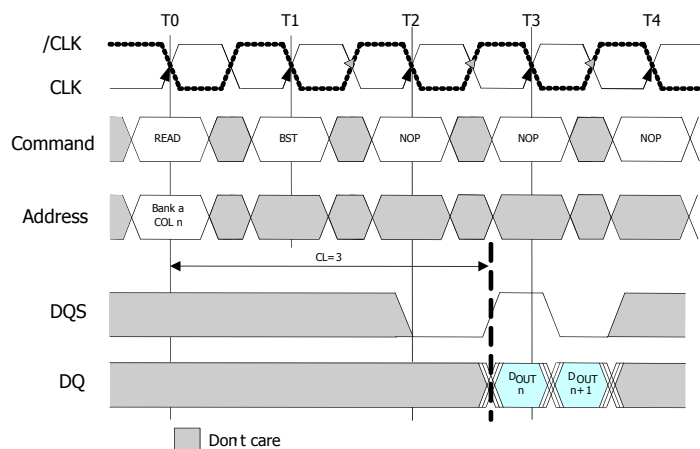 T0 T1 T2 T3 T4
/CLK
CLK
Command READ BST NOP NOP NOP
Address Bank a
COL n
CL=3
DQS
DQ DOUT n DOUT n+1
Don t care